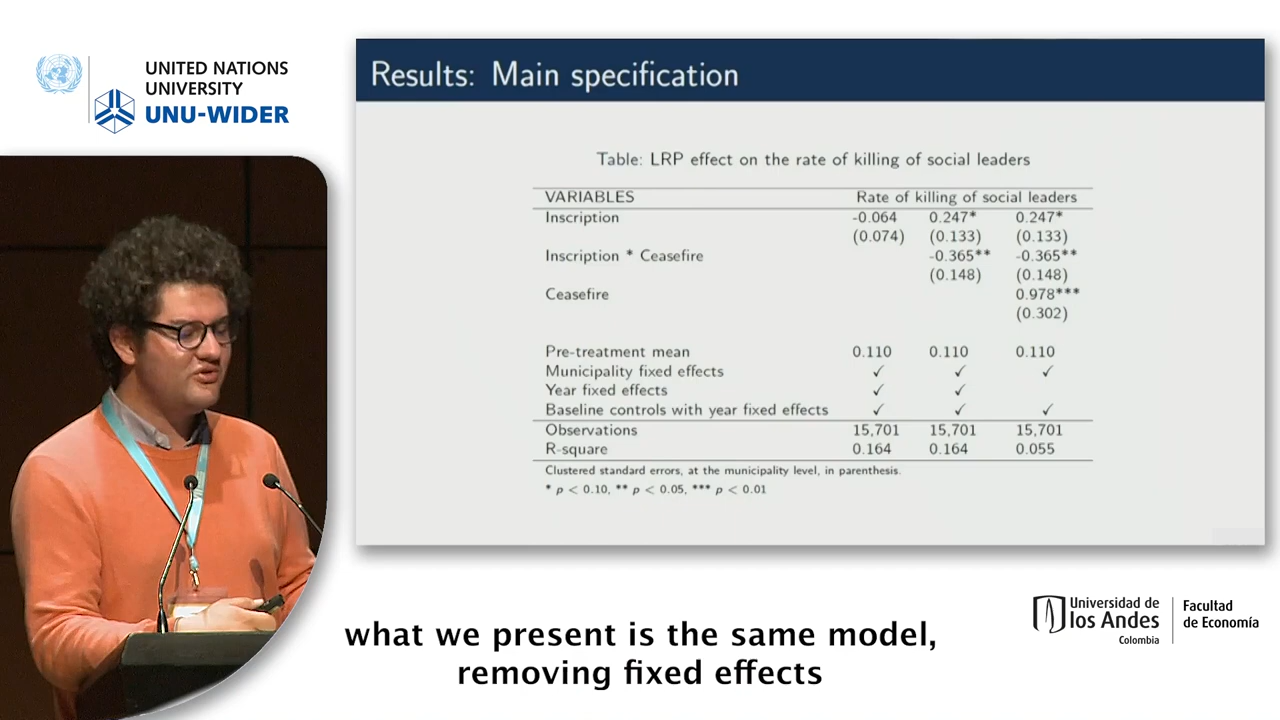 UNITED NATIONS
UNIVERSITY
UNU-WIDER
Results: Main specification
Table: LRP effect on the rate of killing of social leaders
VARIABLES Rate of killing of social leaders
Inscription -0.064 0.247* 0.247*
(0.074) (0.133) (0.133)
Inscription * Ceasefire -0.365** -0.365**
(0.148) (0.148)
Ceasefire 0.978***
(0.302)
Pre-treatment mean 0.110 0.110 0.110
Municipality fixed effects ✓ ✓ ✓
Year fixed effects ✓ ✓
Baseline controls with year fixed effects ✓ ✓ ✓
Observations 15,701 15,701 15,701
R-square 0.164 0.164 0.055
Clustered standard errors, at the municipality level, in parenthesis.
* p < 0.10, ** p < 0.05, *** p < 0.01
what we present is the same model,
removing fixed effects
Universidad de
los Andes
Colombia
Facultad
de Economía